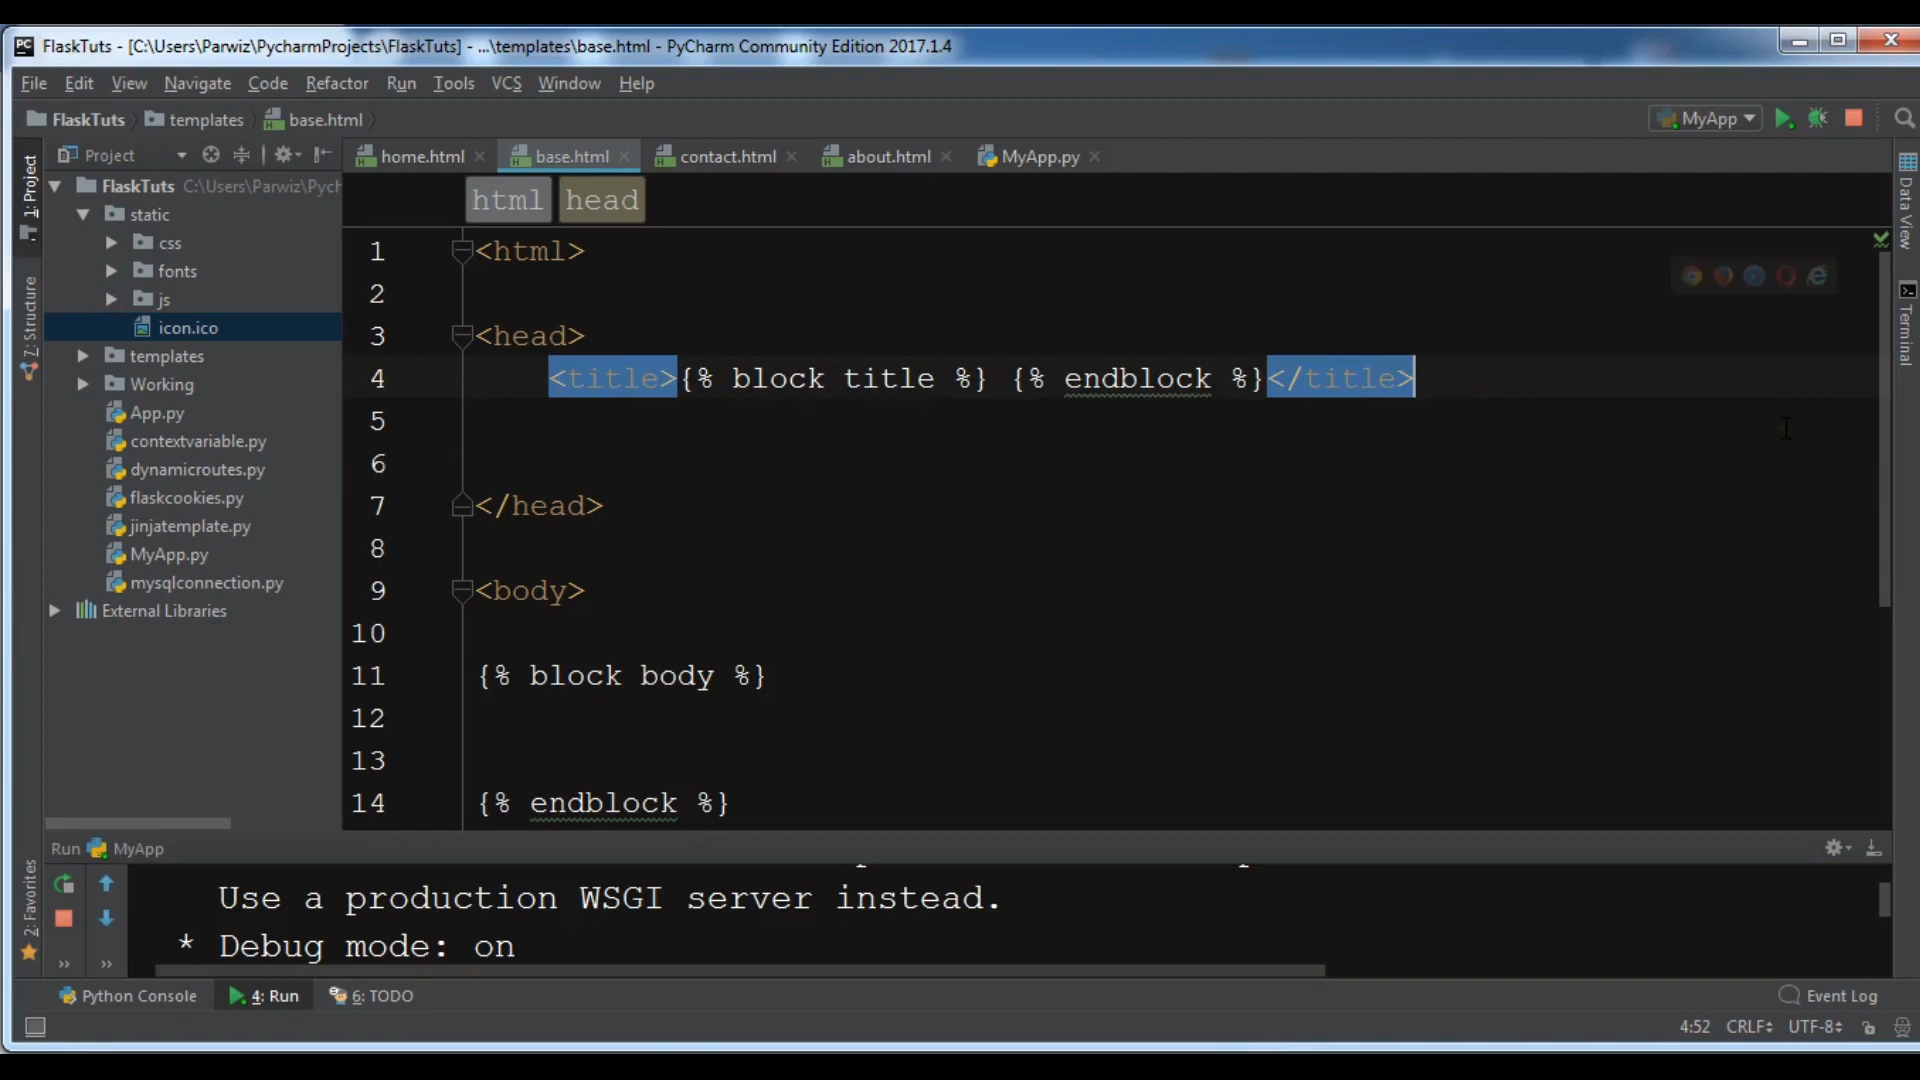 FlaskTuts - [C:\Users\Parwiz\PycharmProjects\FlaskTuts] - ...\templates\base.html - PyCharm Community Edition 2017.1.4
File Edit View Navigate Code Refactor Run Tools VCS Window Help
FlaskTuts templates base.html MyApp
1: Project
7: Structure
2: Favorites
Project
FlaskTuts C:\Users\Parwiz\Pych
static
css
fonts
js
icon.ico
templates
Working
App.py
contextvariable.py
dynamicroutes.py
flaskcookies.py
jinjatemplate.py
MyApp.py
mysqlconnection.py
External Libraries
home.html base.html contact.html about.html MyApp.py
html head
1 <html>
2
3 <head>
4 <title>{% block title %} {% endblock %}</title>
5
6
7 </head>
8
9 <body>
10
11 {% block body %}
12
13
14 {% endblock %}
Data View
Terminal
Run MyApp
Use a production WSGI server instead.
* Debug mode: on
Python Console 4: Run 6: TODO Event Log
4:52 CRLF UTF-8